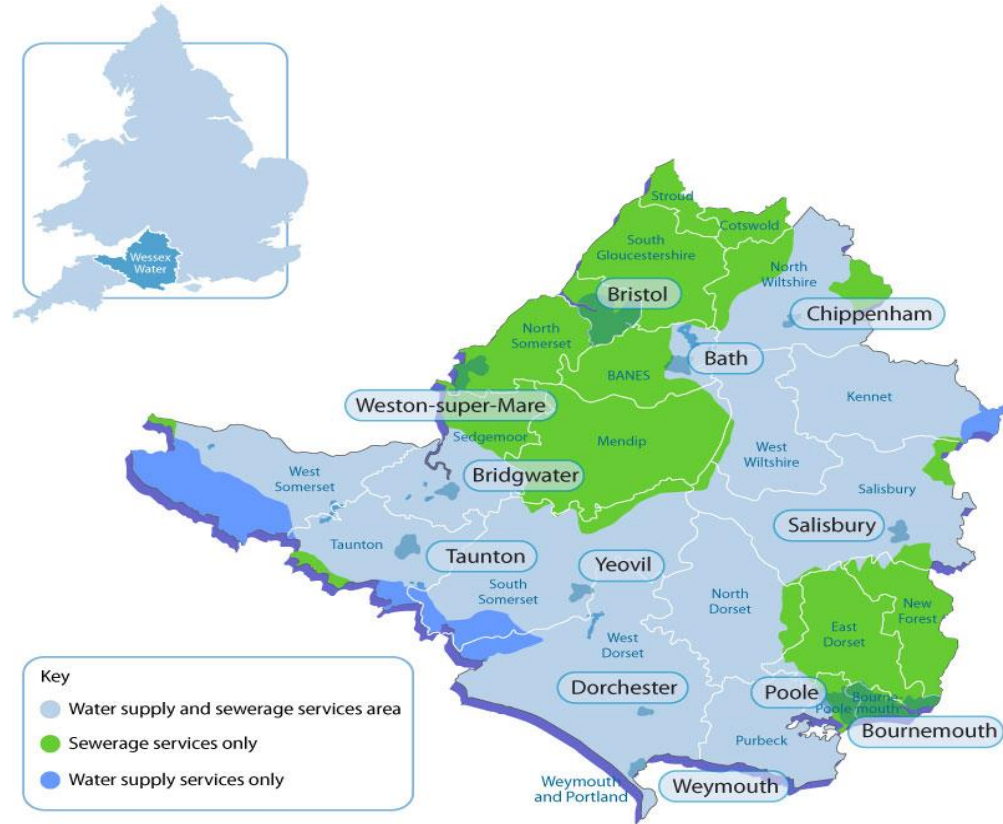 Wessex
Water
Stroud
Cotswold
South
Gloucestershire
North
Wiltshire
Bristol
Chippenham
North
Somerset
Bath
BANES
Kennet
Weston-super-Mare
Sedgemoor
Mendip
West
Wiltshire
West
Somerset
Bridgwater
Salisbury
Salisbury
Taunton
Taunton
Yeovil
South
Somerset
North
Dorset
New
Forest
East
Dorset
West
Dorset
Dorchester
Poole
Bourne
Poole mouth
Bournemouth
Purbeck
Weymouth
and Portland
Weymouth
Key
Water supply and sewerage services area
Sewerage services only
Water supply services only